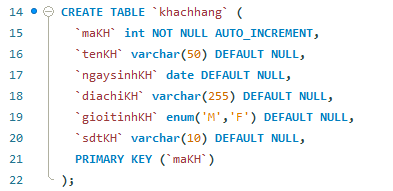 14 CREATE TABLE `khachhang` (
15 `maKH` int NOT NULL AUTO_INCREMENT,
16 `tenKH` varchar(50) DEFAULT NULL,
17 `ngaysinhKH` date DEFAULT NULL,
18 `diachiKH` varchar(255) DEFAULT NULL,
19 `gioitinhKH` enum('M','F') DEFAULT NULL,
20 `sdtKH` varchar(10) DEFAULT NULL,
21 PRIMARY KEY (`maKH`)
22 );